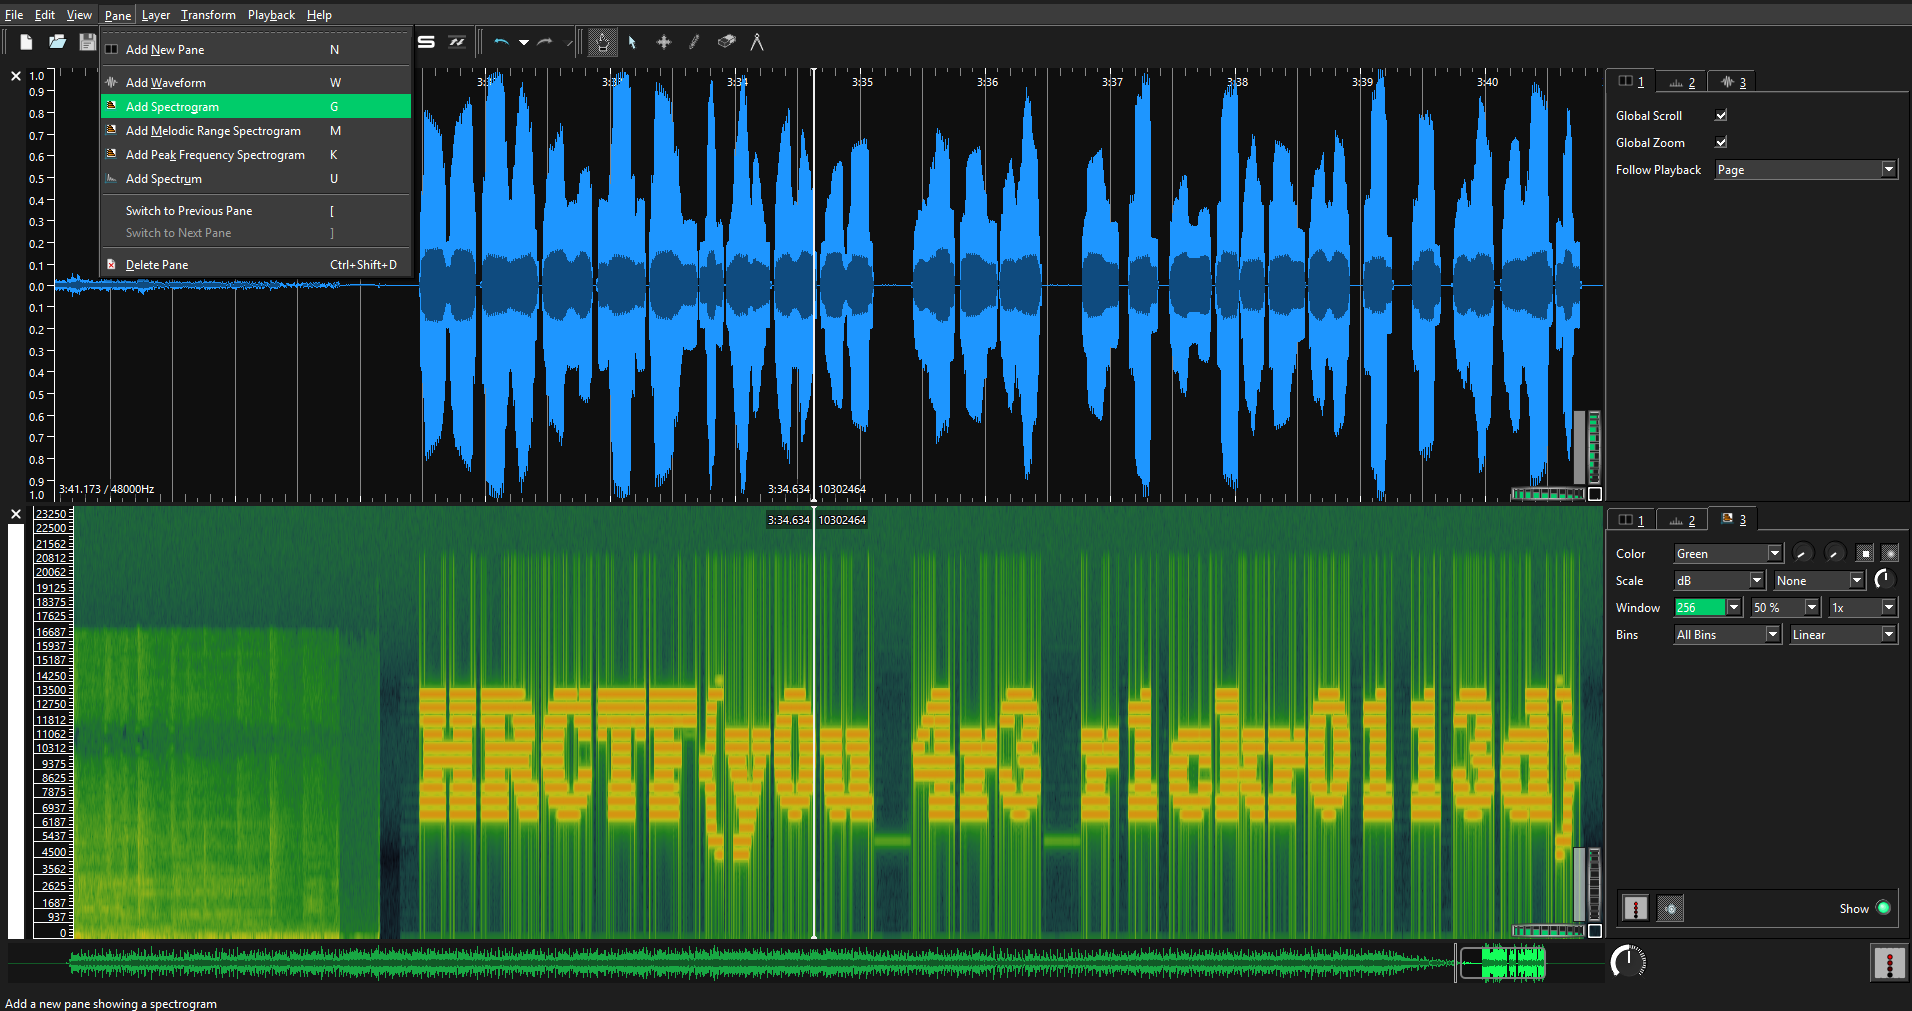 File Edit View Pane Layer Transform Playback Help
Add New Pane N
Add Waveform W
Add Spectrogram G
Add Melodic Range Spectrogram M
Add Peak Frequency Spectrogram K
Add Spectrum U
Switch to Previous Pane [
Switch to Next Pane ]
Delete Pane Ctrl+Shift+D
3:34 3:35 3:36 3:37 3:38 3:39 3:40
1.0
0.9
0.8
0.7
0.6
0.5
0.4
0.3
0.2
0.1
0.0
0.1
0.2
0.3
0.4
0.5
0.6
0.7
0.8
0.9
1.0
3:41.173 / 48000Hz
3:34.634 10302464
1 2 3
Global Scroll
Global Zoom
Follow Playback Page
23250
22500
21562
20812
20062
19125
18375
17625
16687
15937
15187
14250
13500
12750
11812
11062
10312
9375
8625
7875
6937
6187
5437
4500
3562
2625
1687
937
0
3:34.634 10302464
1 2 3
Color Green
Scale dB None
Window 256 50 % 1x
Bins All Bins Linear
Show
Add a new pane showing a spectrogram